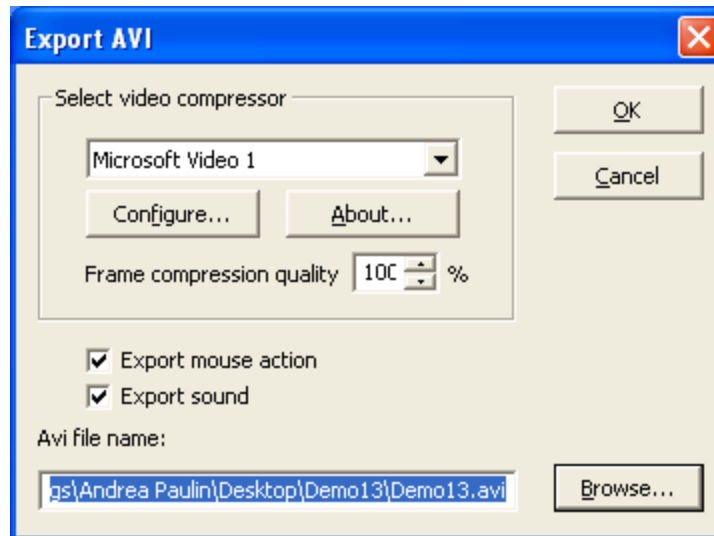 Export AVI
Select video compressor
OK
Microsoft Video 1
Cancel
Configure... About...
Frame compression quality 100 %
Export mouse action
Export sound
Avi file name:
gs\Andrea Paulin\Desktop\Demo13\Demo13.avi
Browse...